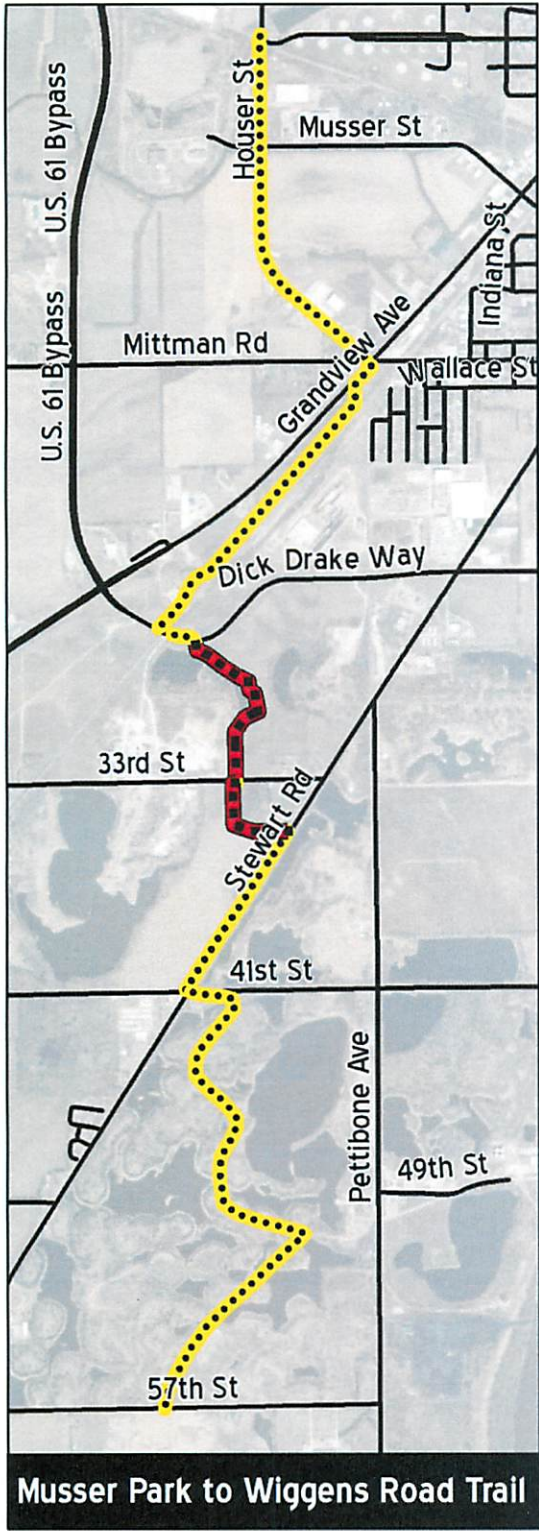 U.S. 61 Bypass
Houser St
Musser St
Indiana St
U.S. 61 Bypass
Mittman Rd
Grandview Ave
Wallace St
Dick Drake Way
33rd St
Stewart Rd
41st St
Pettibone Ave
49th St
57th St
Musser Park to Wiggens Road Trail